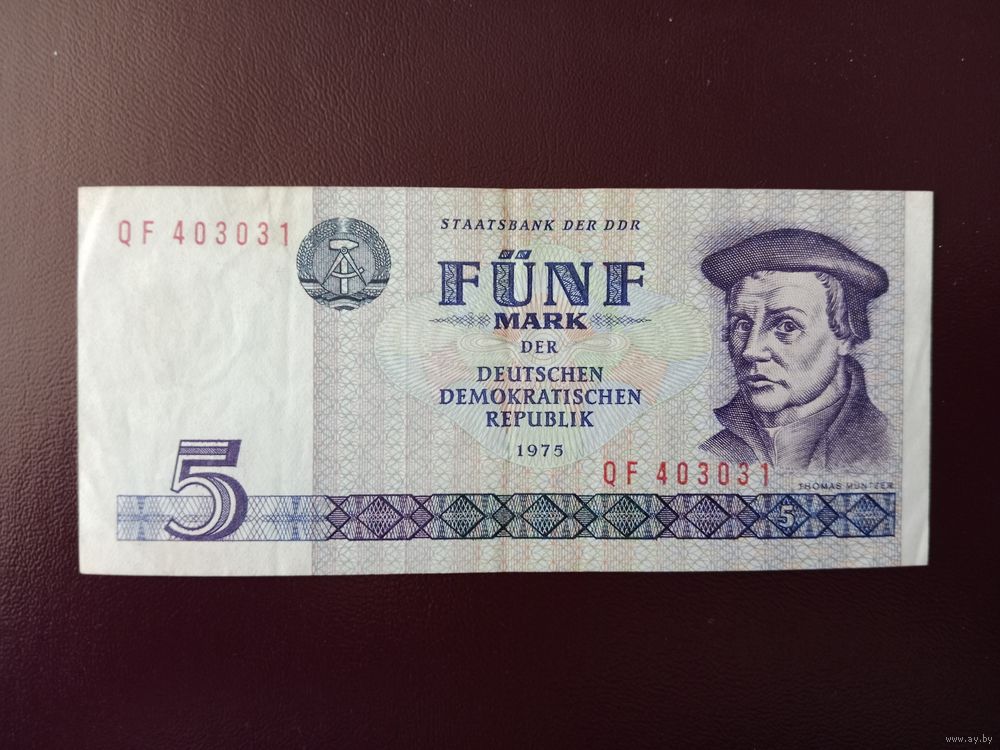 QF 403031
STAATSBANK DER DDR
FÜNF
MARK
DER
DEUTSCHEN
DEMOKRATISCHEN
REPUBLIK
1975
QF 403031
THOMAS MÜNTZER
5
5
www.ay.by